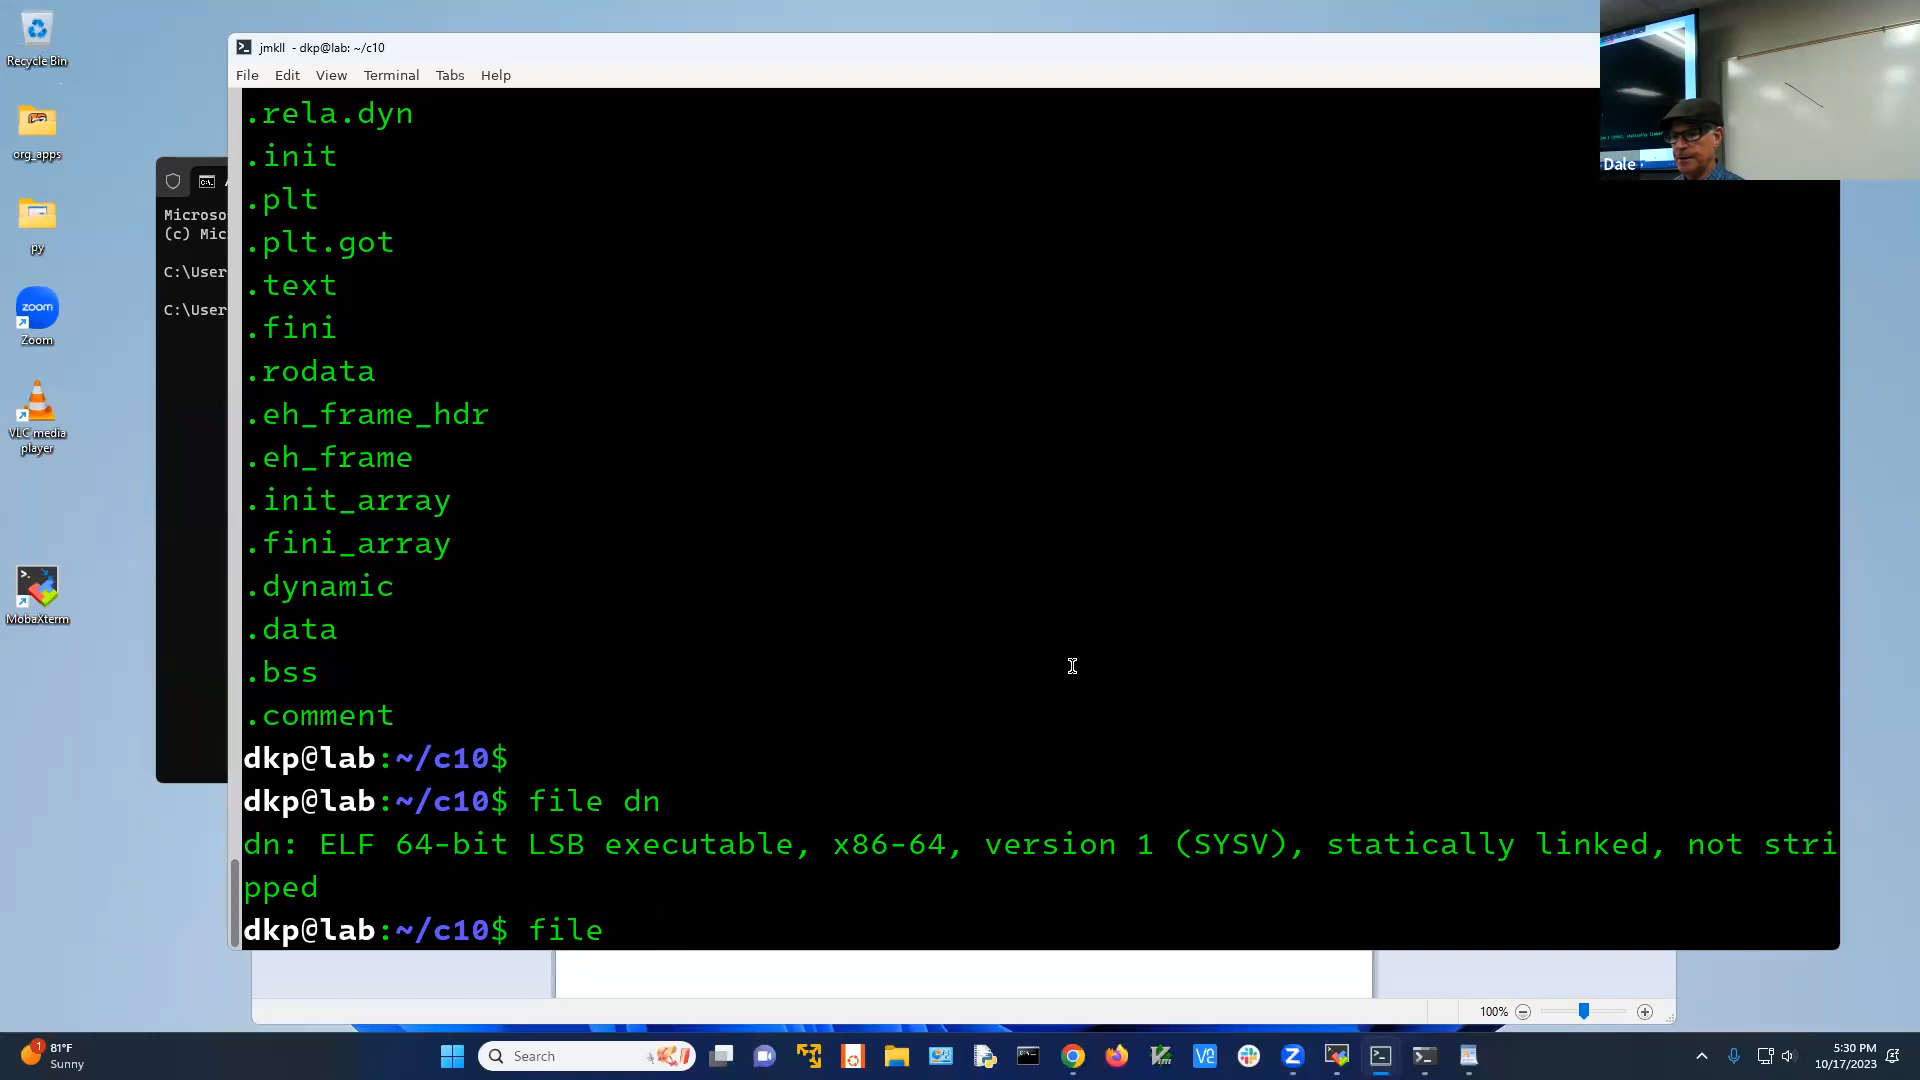 Recycle Bin
org_apps
py
zoom
Zoom
VLC media
player
MobaXterm
Microso
(c) Mic
C:\User
C:\User
jmkll - dkp@lab: ~/c10
File Edit View Terminal Tabs Help
.rela.dyn
.init
.plt
.plt.got
.text
.fini
.rodata
.eh_frame_hdr
.eh_frame
.init_array
.fini_array
.dynamic
.data
.bss
.comment
dkp@lab:~/c10$
dkp@lab:~/c10$ file dn
dn: ELF 64-bit LSB executable, x86-64, version 1 (SYSV), statically linked, not stri
pped
dkp@lab:~/c10$ file
Dale
100%
1
81°F
Sunny
Search
5:30 PM
10/17/2023